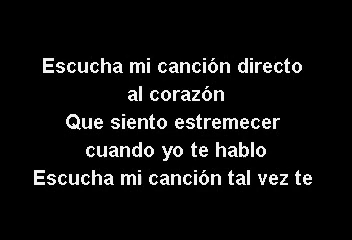 Escucha mi canción directo
al corazón
Que siento estremecer
cuando yo te hablo
Escucha mi canción tal vez te